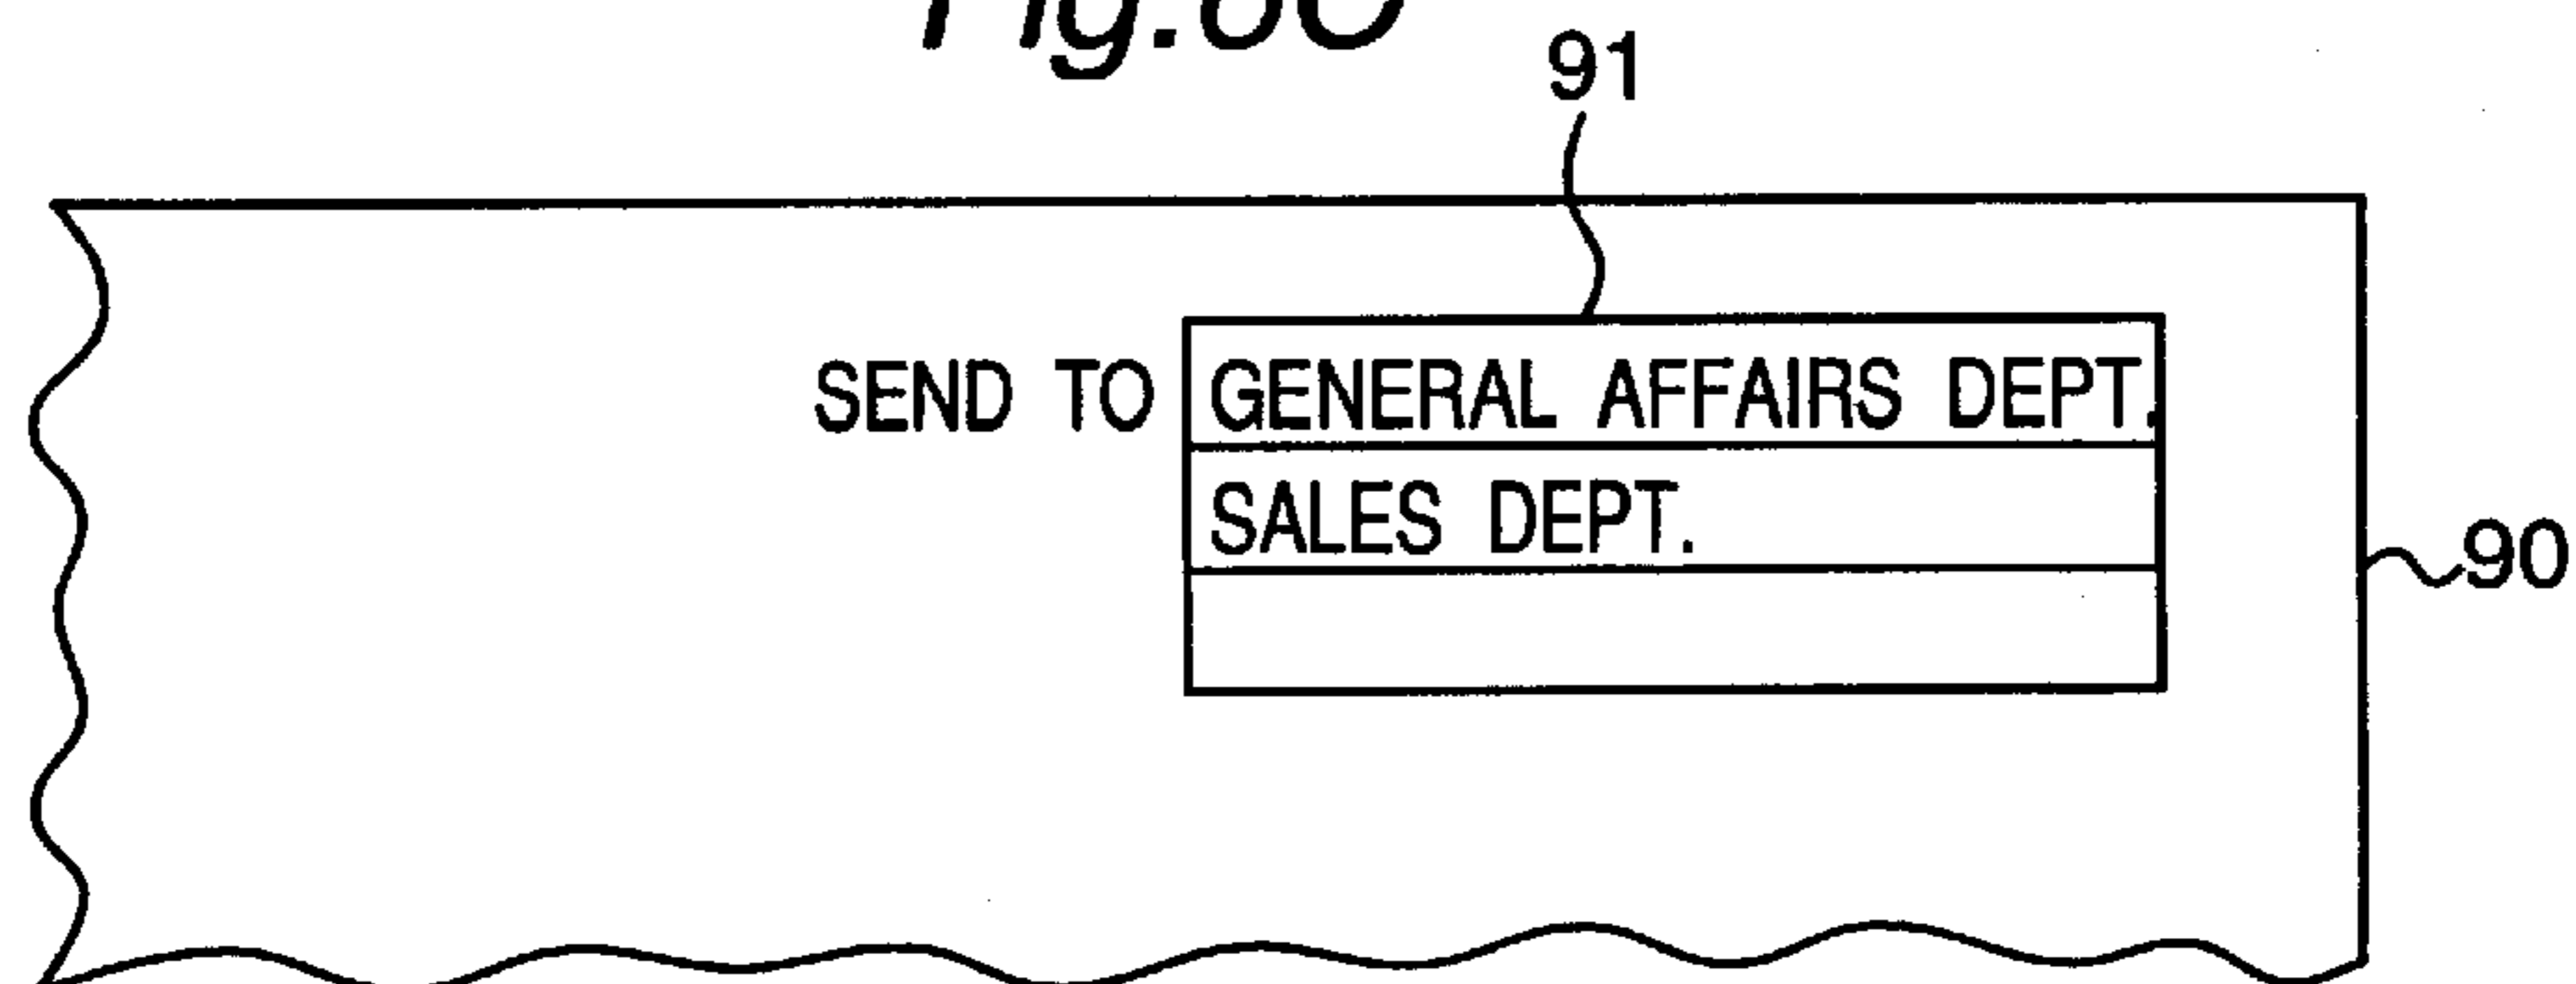 91
SEND TO GENERAL AFFAIRS DEPT.
SALES DEPT.
90